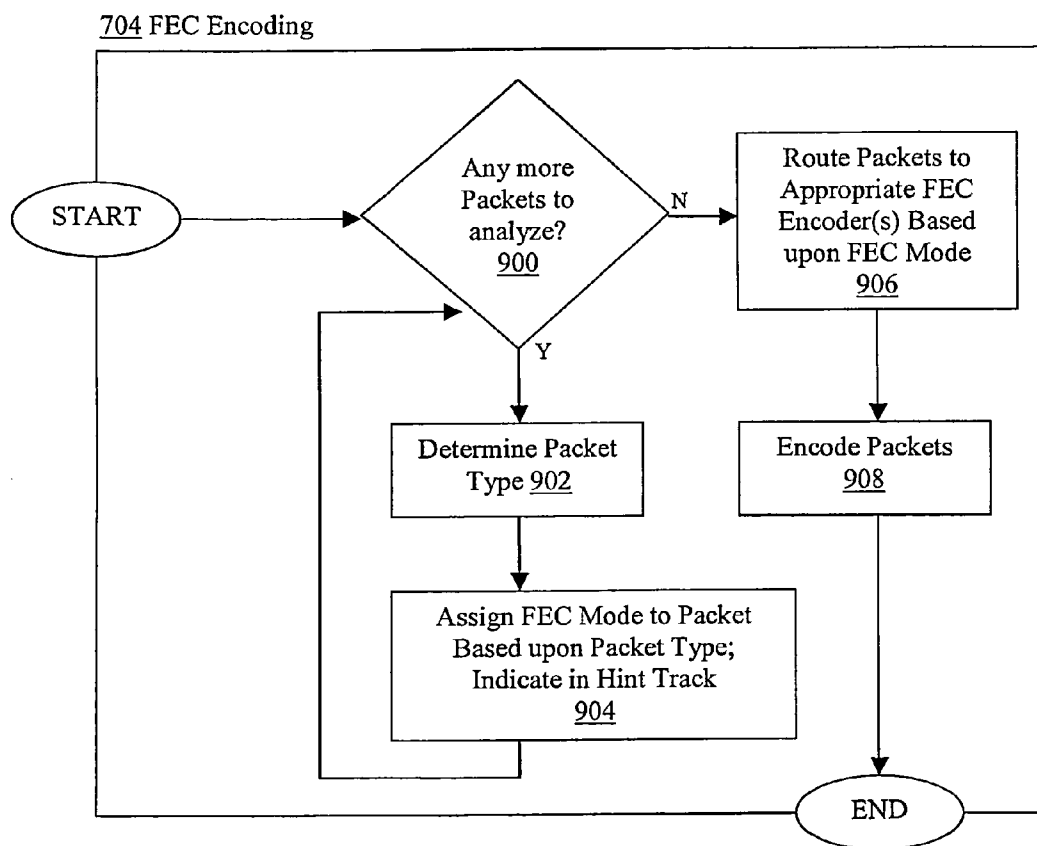 704 FEC Encoding
START
Any more
Packets to
analyze?
900
N
Y
Route Packets to
Appropriate FEC
Encoder(s) Based
upon FEC Mode
906
Determine Packet
Type 902
Encode Packets
908
Assign FEC Mode to Packet
Based upon Packet Type;
Indicate in Hint Track
904
END